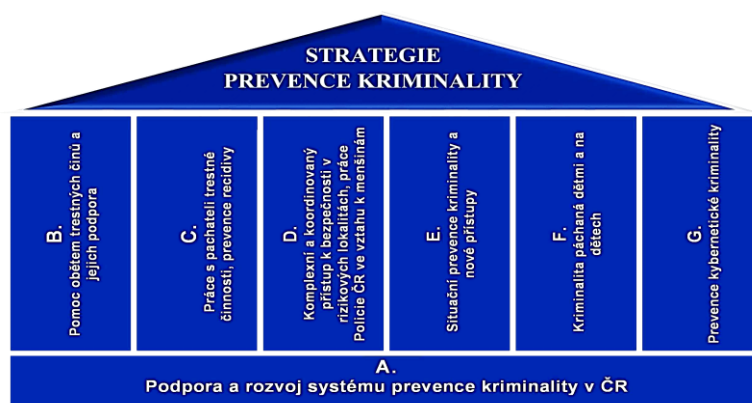 STRATEGIE
PREVENCE KRIMINALITY
B.
Pomoc obětem trestných činů a
jejich podpora
C.
Práce s pachateli trestné
činnosti, prevence recidivy
D.
Komplexní a koordinovaný
přístup k bezpečnosti v
rizikových lokalitách, práce
Policie ČR ve vztahu k menšinám
E.
Situační prevence kriminality a
nové přístupy
F.
Kriminalita páchaná dětmi a na
dětech
G.
Prevence kybernetické kriminality
A.
Podpora a rozvoj systému prevence kriminality v ČR